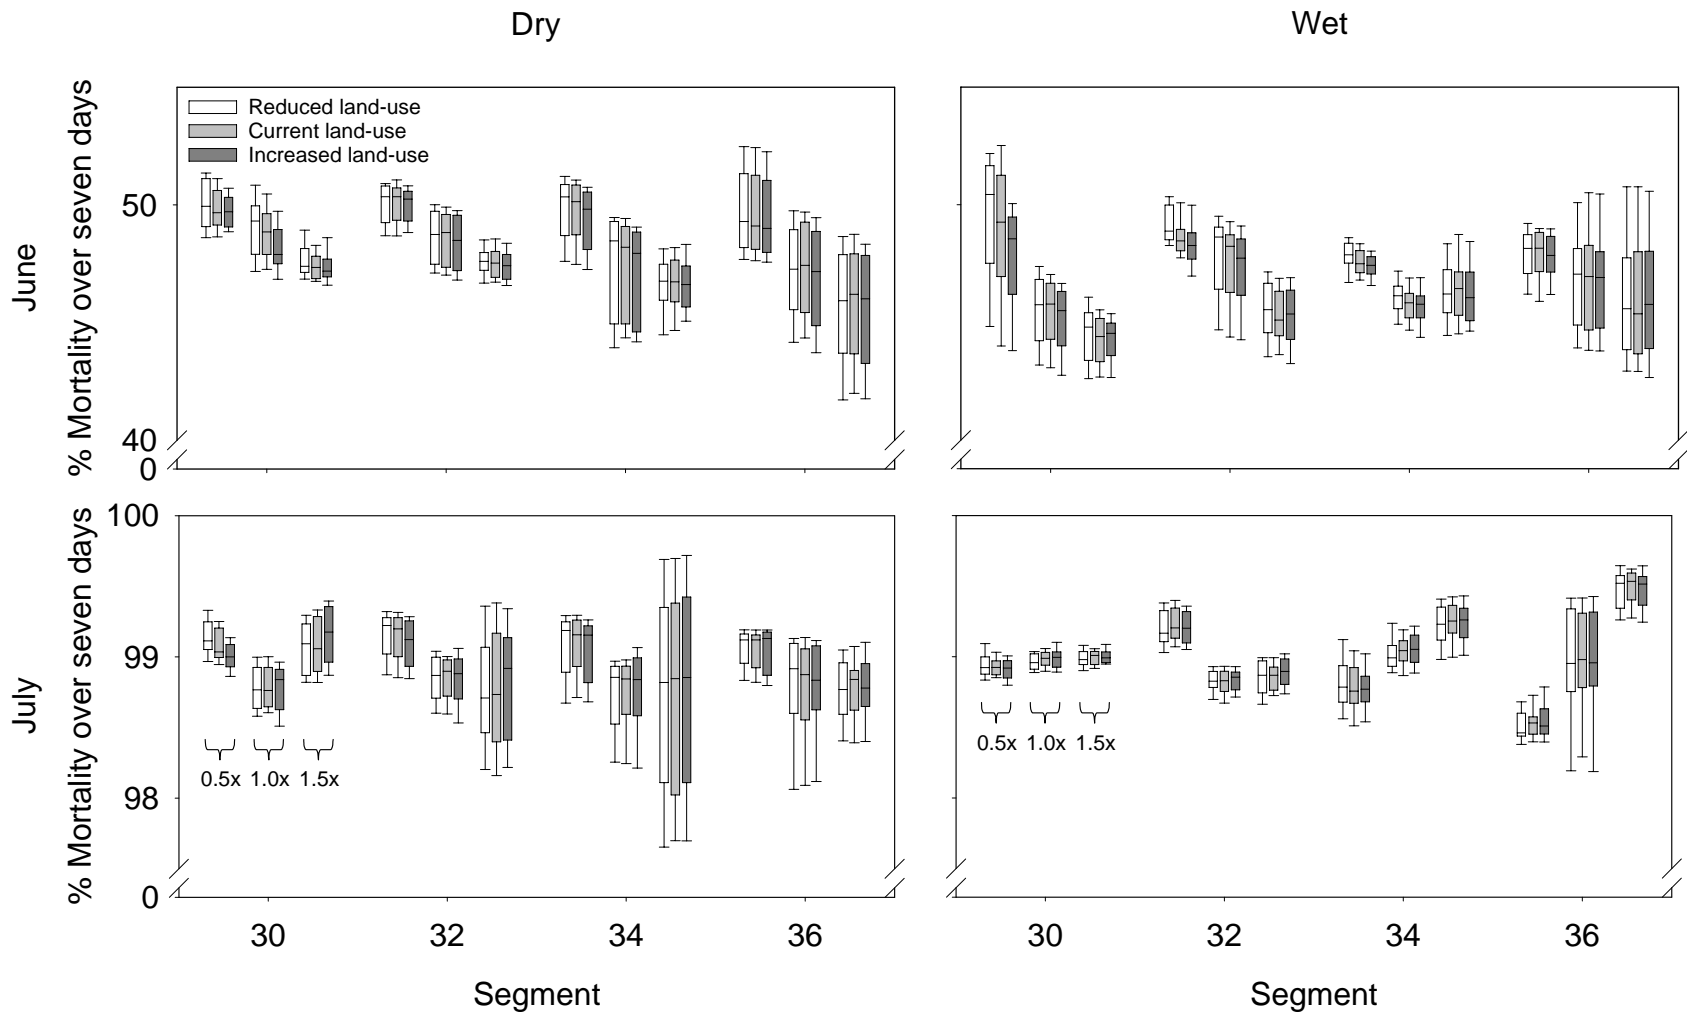 Dry
Wet
June
% Mortality over seven days
50
40
0
Reduced land-use
Current land-use
Increased land-use
July
% Mortality over seven days
100
99
98
0
0.5x 1.0x 1.5x
0.5x 1.0x 1.5x
30 32 34 36
30 32 34 36
Segment
Segment